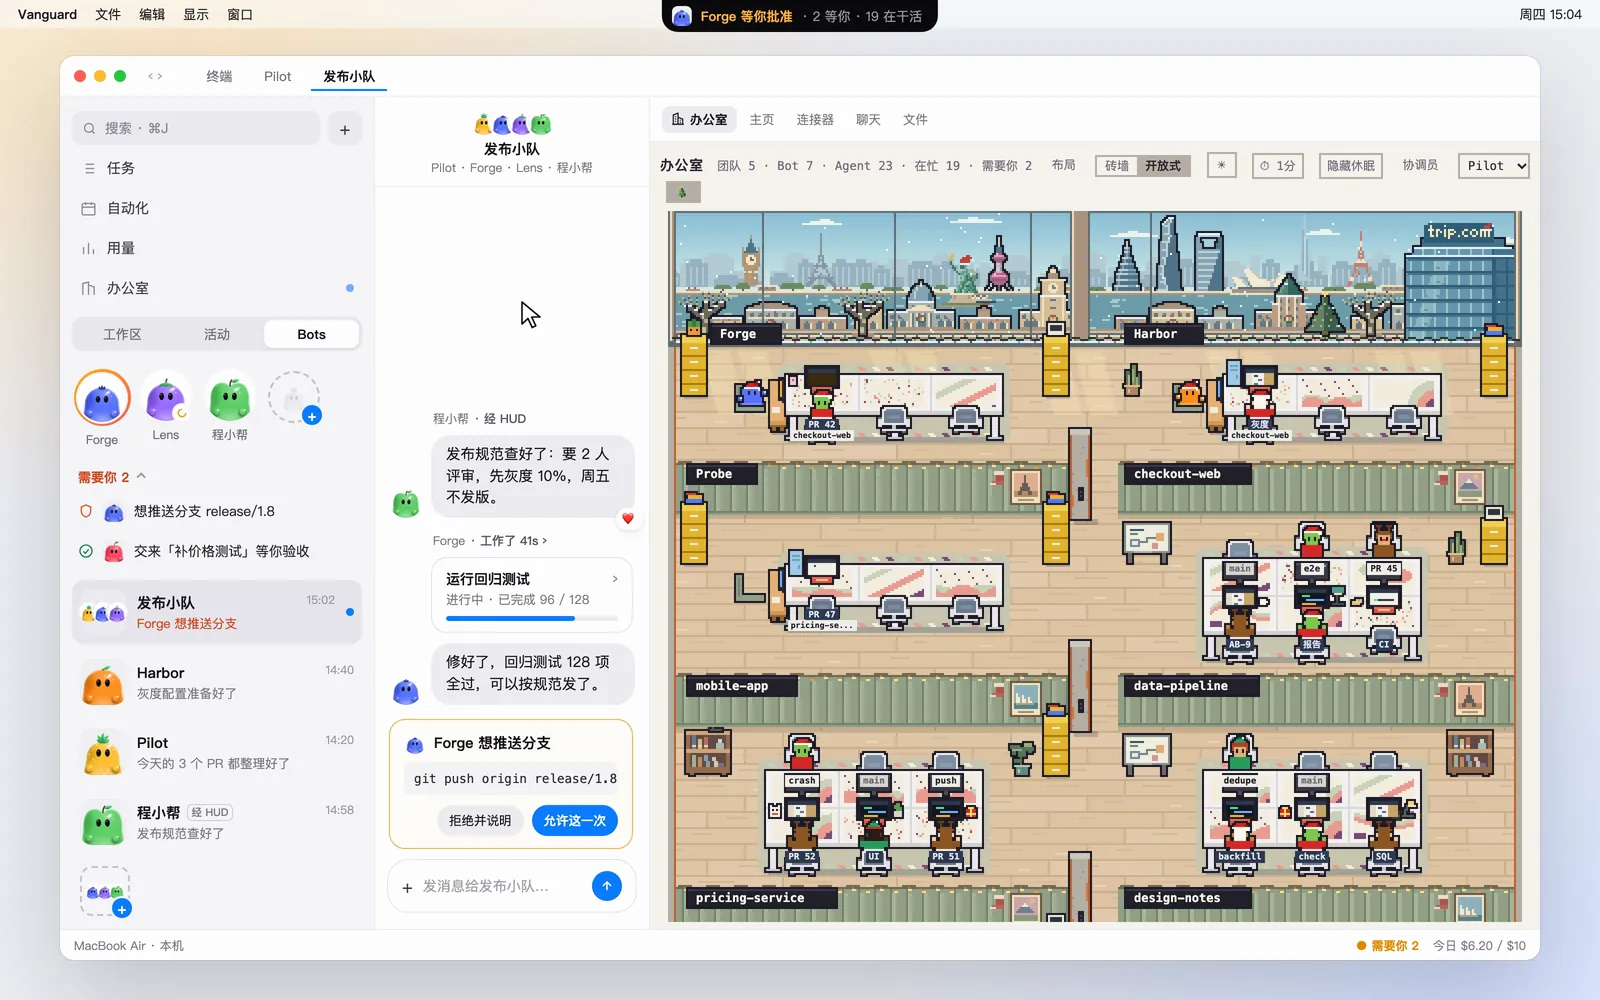 Vanguard 文件 编辑 显示 窗口
Forge 等你批准 · 2 等你 · 19 在干活
周四 15:04
终端 Pilot 发布小队
搜索 · ⌘J
任务
自动化
用量
办公室
工作区 活动 Bots
Forge Lens 程小帮
需要你 2
想推送分支 release/1.8
交来「补价格测试」等你验收
发布小队 15:02
Forge 想推送分支
Harbor 14:40
灰度配置准备好了
Pilot 14:20
今天的 3 个 PR 都整理好了
程小帮 经 HUD 14:58
发布规范查好了
发布小队
Pilot · Forge · Lens · 程小帮
程小帮 · 经 HUD
发布规范查好了：要 2 人
评审，先灰度 10%，周五
不发版。
Forge · 工作了 41s ›
运行回归测试
进行中 · 已完成 96 / 128
修好了，回归测试 128 项
全过，可以按规范发了。
Forge 想推送分支
git push origin release/1.8
拒绝并说明 允许这一次
发消息给发布小队…
办公室 主页 连接器 聊天 文件
办公室 团队 5 · Bot 7 · Agent 23 · 在忙 19 · 需要你 2 布局 砖墙 开放式 1分 隐藏休眠 协调员 Pilot
trip.com
Forge
Harbor
PR 42
checkout-web
灰度
checkout-web
Probe
checkout-web
PR 47
pricing-se...
main e2e PR 45
AB-9 报告 CI
mobile-app
data-pipeline
crash main push
PR 52 UI PR 51
dedupe main
backfill check SQL
pricing-service
design-notes
MacBook Air · 本机
需要你 2 今日 $6.20 / $10